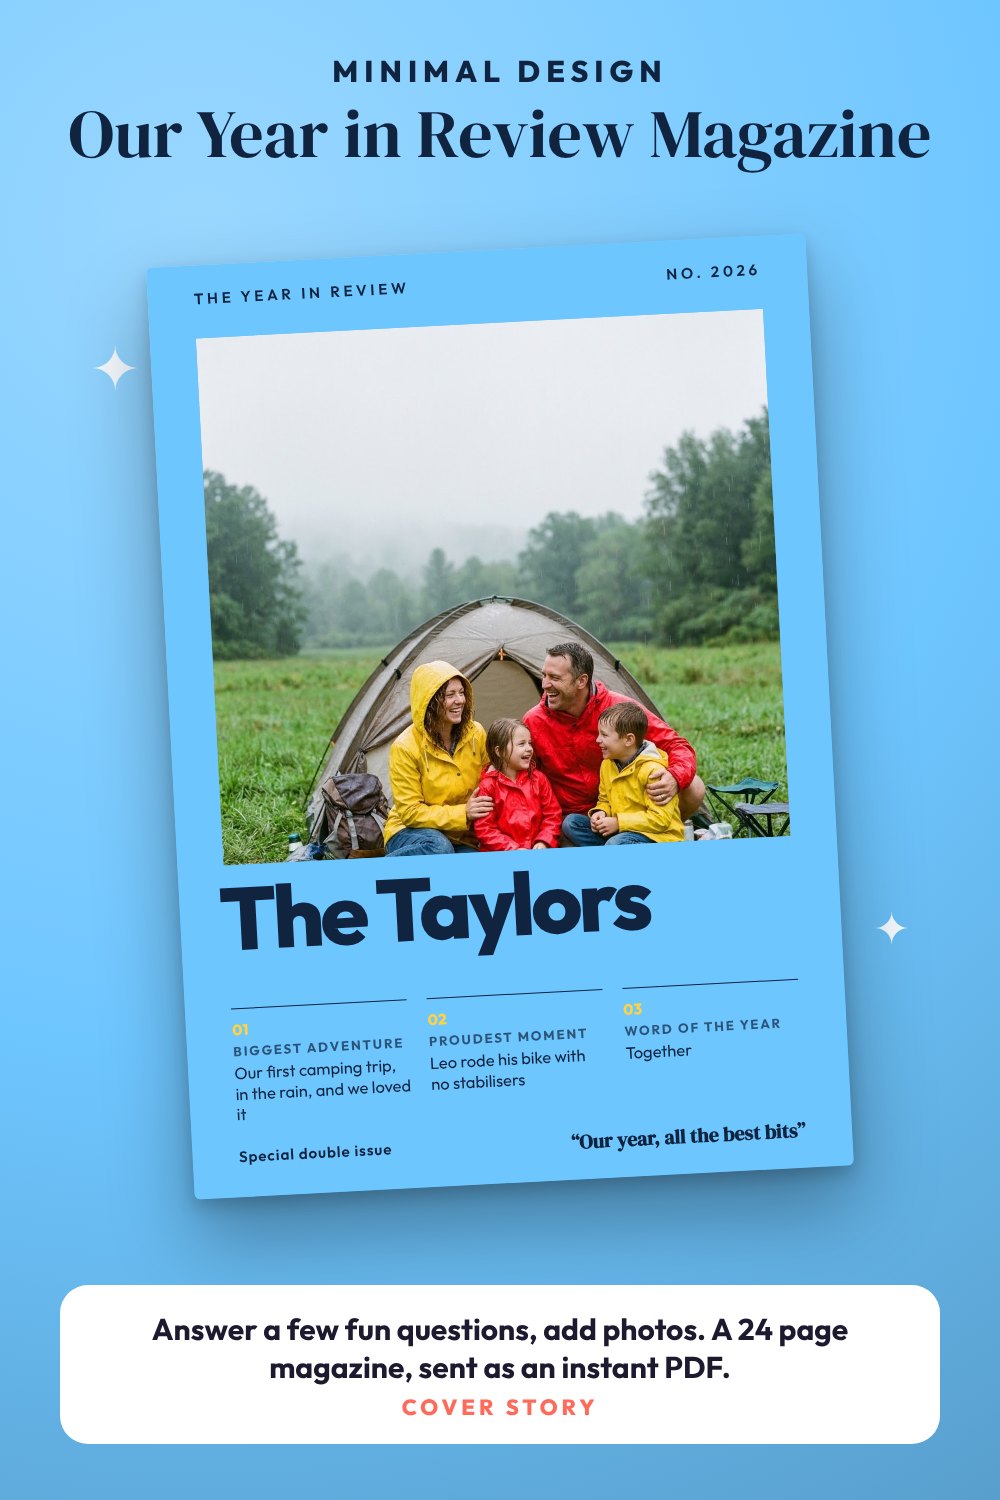 MINIMAL DESIGN
Our Year in Review Magazine
THE YEAR IN REVIEW
NO. 2026
The Taylors
01
BIGGEST ADVENTURE
Our first camping trip,
in the rain, and we loved
it
02
PROUDEST MOMENT
Leo rode his bike with
no stabilisers
03
WORD OF THE YEAR
Together
Special double issue
“Our year, all the best bits”
Answer a few fun questions, add photos. A 24 page
magazine, sent as an instant PDF.
COVER STORY